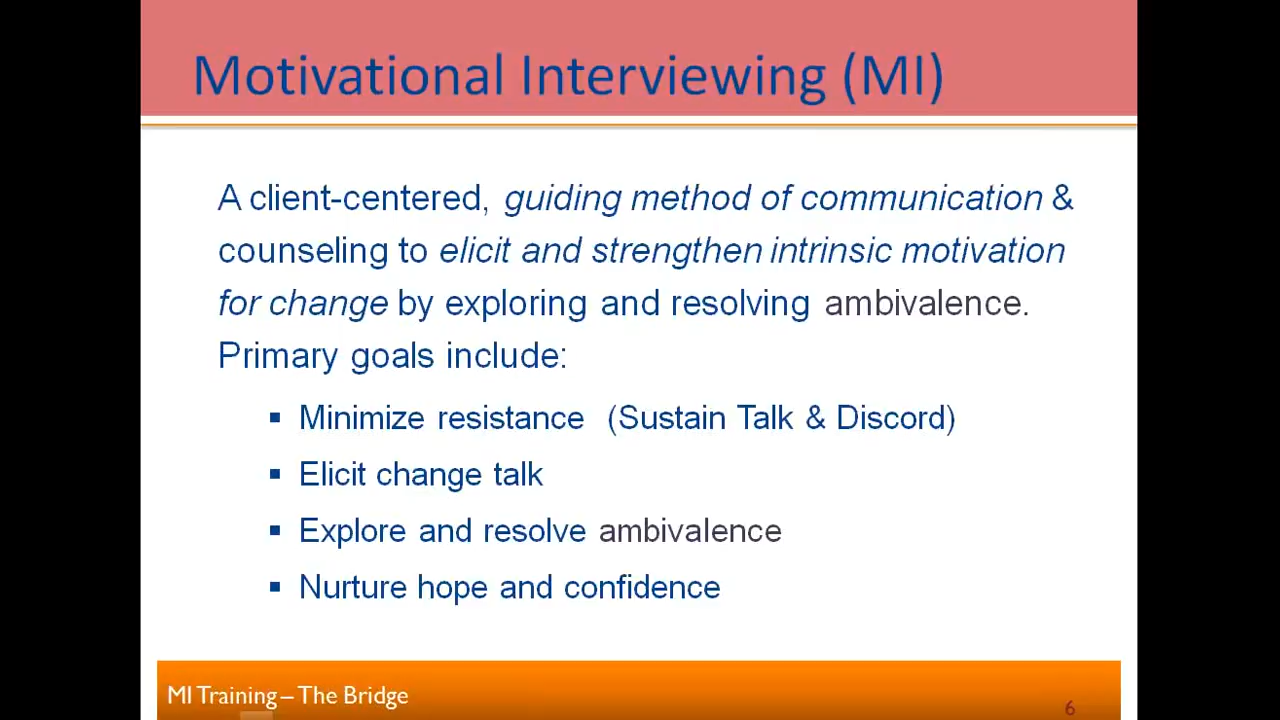 Motivational Interviewing (MI)
A client-centered, guiding method of communication &
counseling to elicit and strengthen intrinsic motivation
for change by exploring and resolving ambivalence.
Primary goals include:
▪ Minimize resistance (Sustain Talk & Discord)
▪ Elicit change talk
▪ Explore and resolve ambivalence
▪ Nurture hope and confidence
MI Training – The Bridge
6